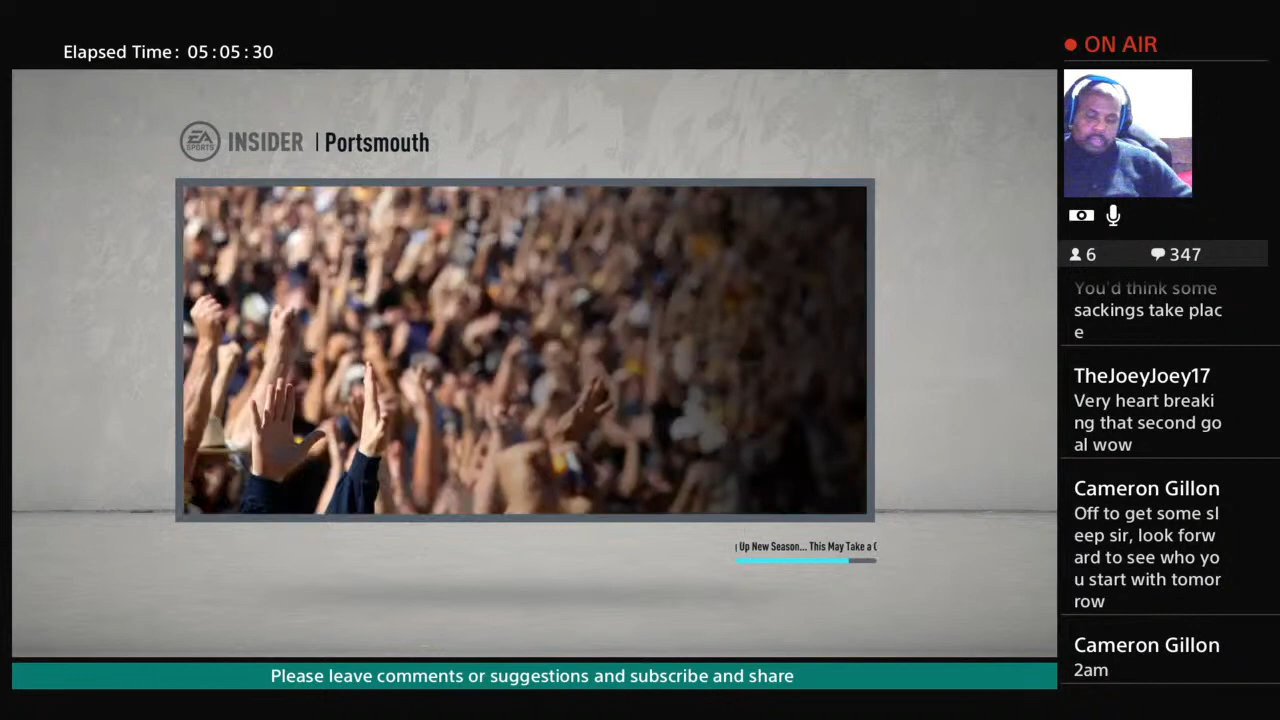 Elapsed Time: 05:05:30
ON AIR
EA
SPORTS
INSIDER | Portsmouth
6
347
You'd think some
sackings take plac
e
TheJoeyJoey17
Very heart breaki
ng that second go
al wow
Cameron Gillon
Off to get some sl
eep sir, look forw
ard to see who yo
u start with tomor
row
Up New Season... This May Take a
Cameron Gillon
2am
Please leave comments or suggestions and subscribe and share